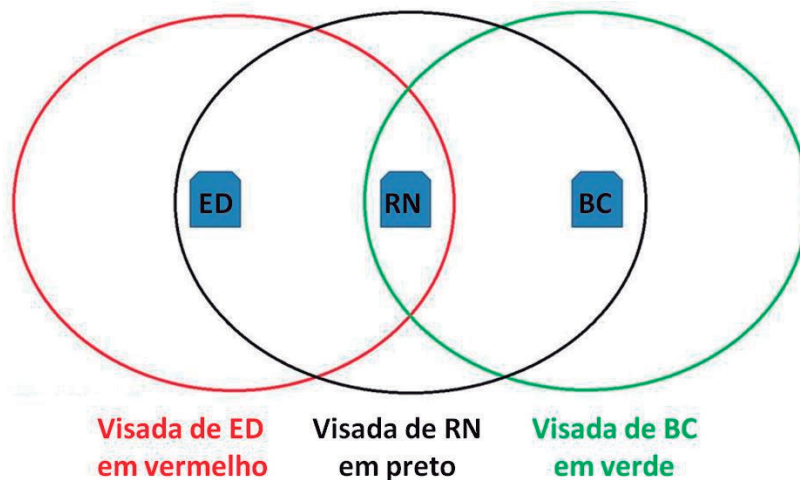 ED
RN
BC
Visada de ED
em vermelho
Visada de RN
em preto
Visada de BC
em verde